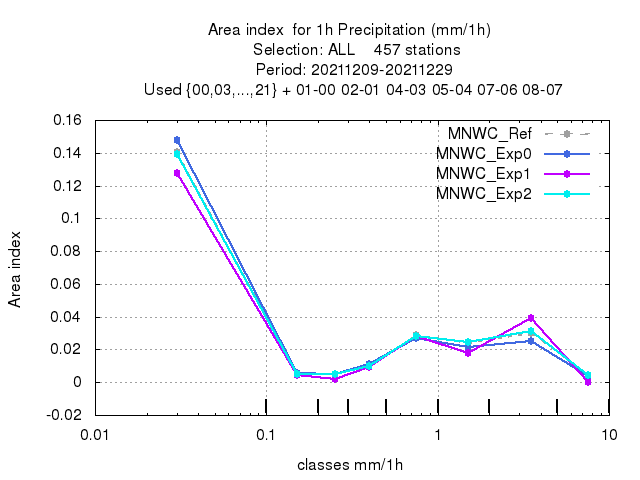 Area index  for 1h Precipitation (mm/1h)
Selection: ALL    457 stations
Period: 20211209-20211229
Used {00,03,...,21} + 01-00 02-01 04-03 05-04 07-06 08-07
0.16
0.14
0.12
0.1
0.08
0.06
0.04
0.02
0
-0.02
Area index
MNWC_Ref
MNWC_Exp0
MNWC_Exp1
MNWC_Exp2
0.01
0.1
1
10
classes mm/1h